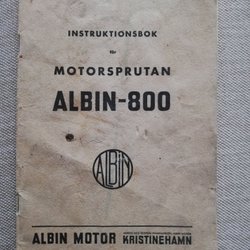 INSTRUKTIONSBOK
för
MOTORSPRUTAN
ALBIN-800
ALBIN
ALBIN MOTOR KRISTINEHAMN